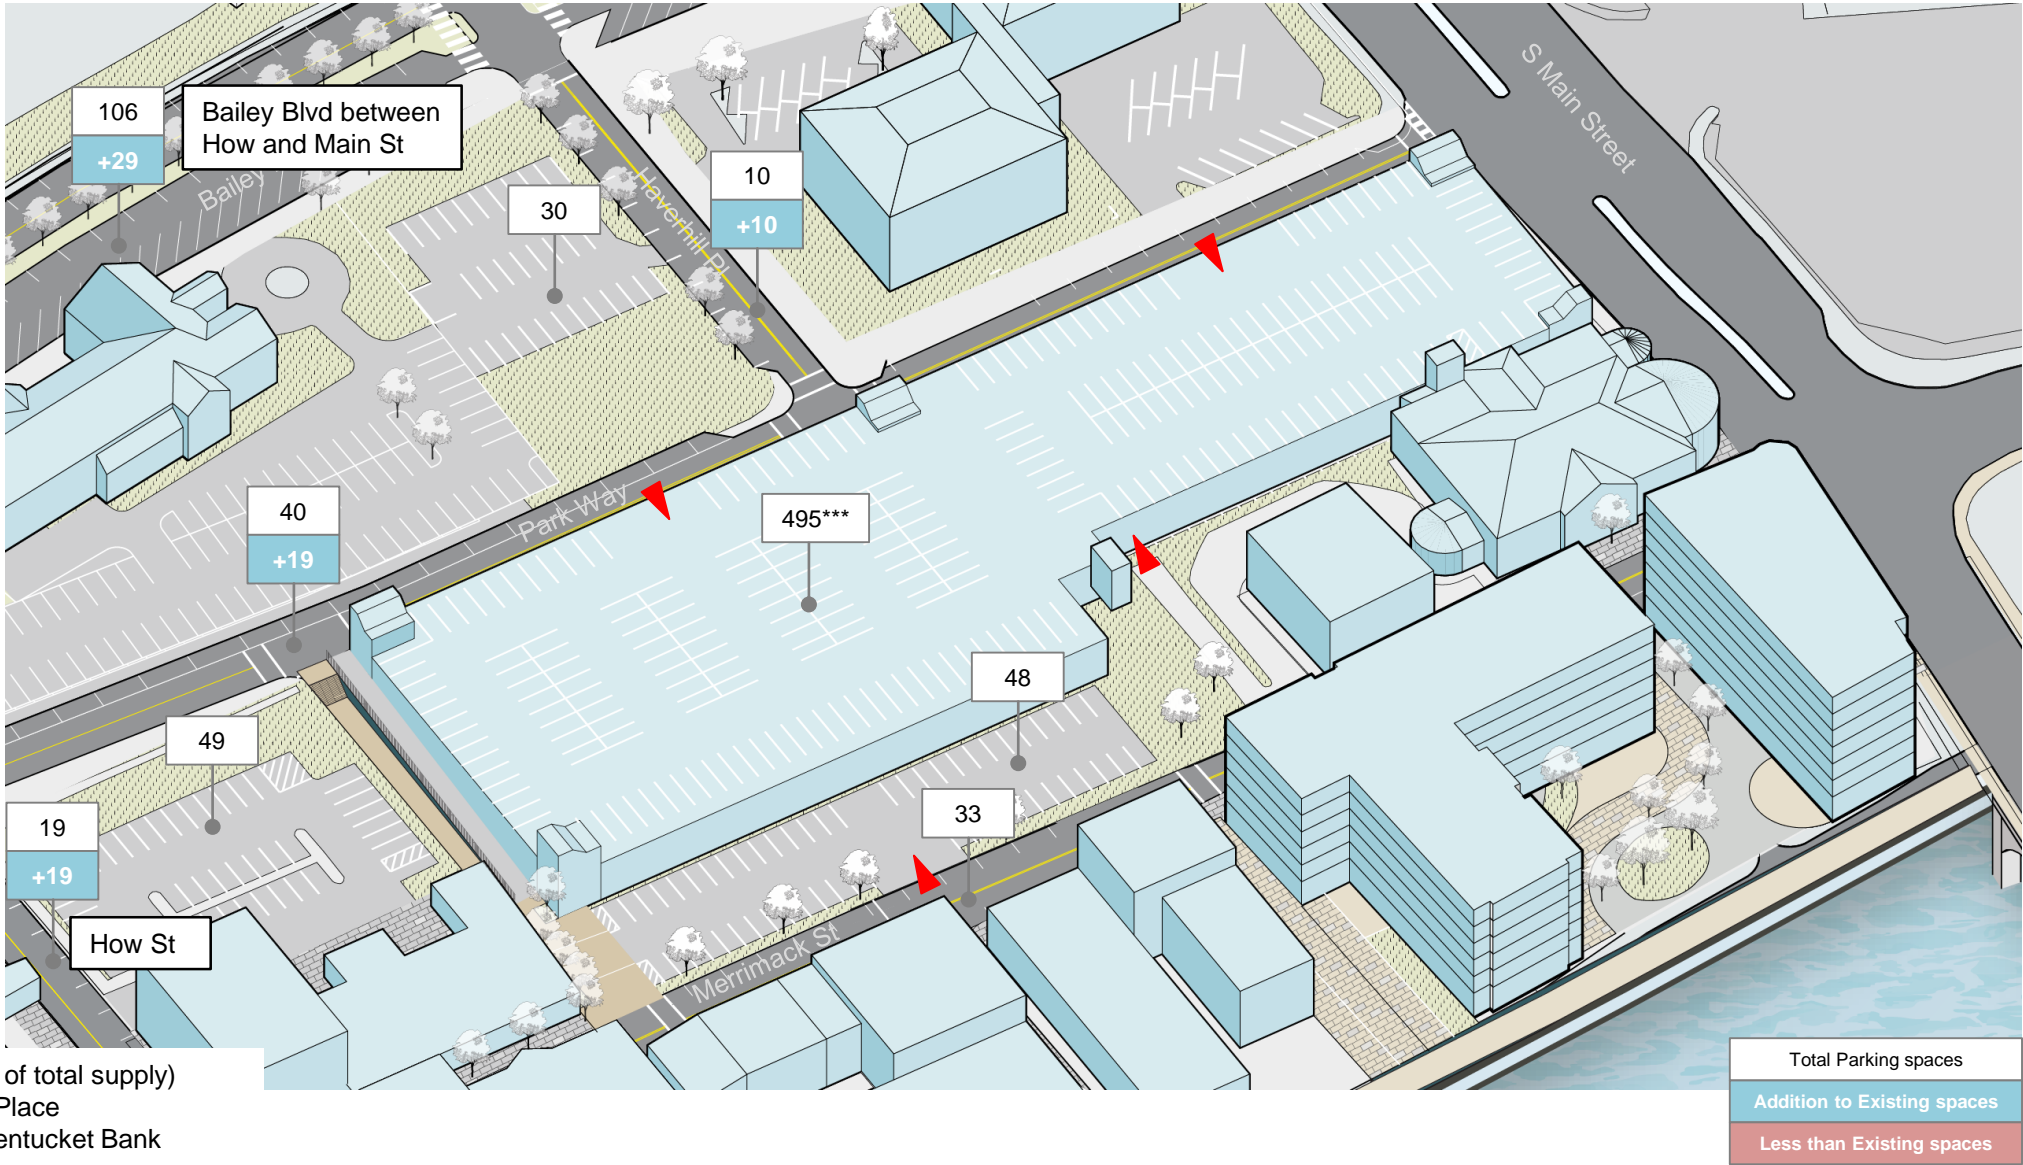 S Main Street
106
+29
Bailey Blvd between
How and Main St
Bailey
10
+10
30
Haverhill Pl
40
+19
Park Way
495***
48
49
33
19
+19
How St
Merrimack St
of total supply)
Place
entucket Bank
Total Parking spaces
Addition to Existing spaces
Less than Existing spaces